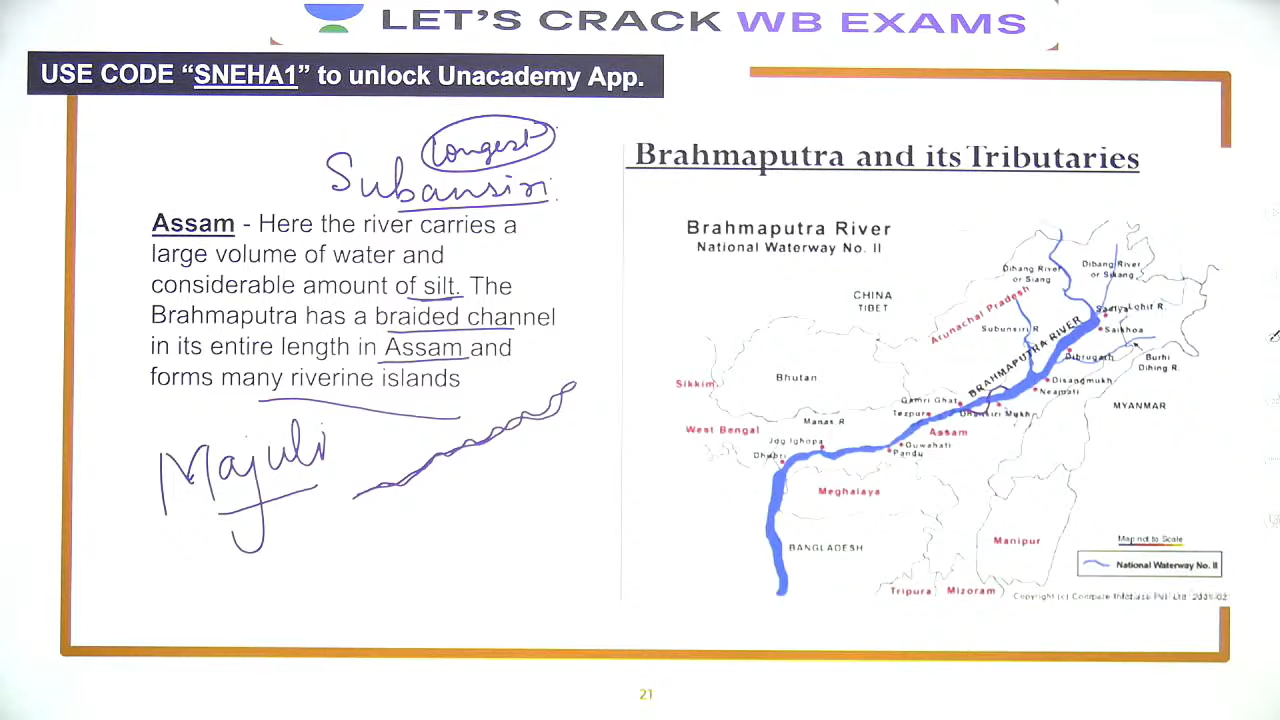 LET'S CRACK WB EXAMS
USE CODE “SNEHA1” to unlock Unacademy App.
Longest
Subansiri
Assam - Here the river carries a
large volume of water and
considerable amount of silt. The
Brahmaputra has a braided channel
in its entire length in Assam and
forms many riverine islands
Majuli
Brahmaputra and its Tributaries
Brahmaputra River
National Waterway No. II
Dihang River
or Siang
Dibang River
or Sikang
CHINA
TIBET
Arunachal Pradesh
Sadiya
Lohit R.
Subunsiri R
Saikhoa
BRAHMAPUTRA RIVER
Dibrugarh
Burhi
Dihing R.
Bhutan
Sikkim
Disangmukh
Neamati
MYANMAR
Tezpur
Manas R
West Bengal
Assam
Jogighopa
Guwahati
Pandu
Dhubri
Meghalaya
BANGLADESH
Manipur
Map not to Scale
National Waterway No. II
Tripura
Mizoram
21